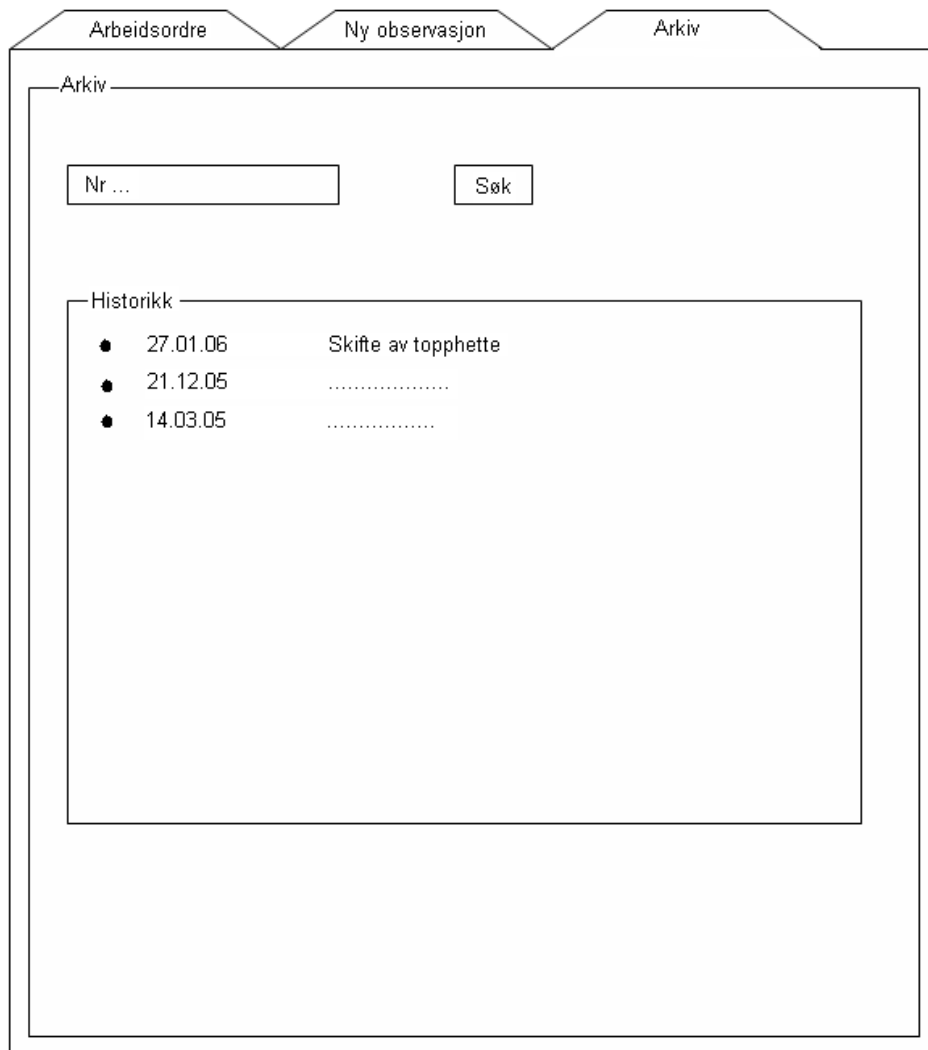 Arbeidsordre Ny observasjon Arkiv
Arkiv
Nr ... Søk
Historikk
27.01.06 Skifte av topphette
21.12.05 ...................
14.03.05 .................